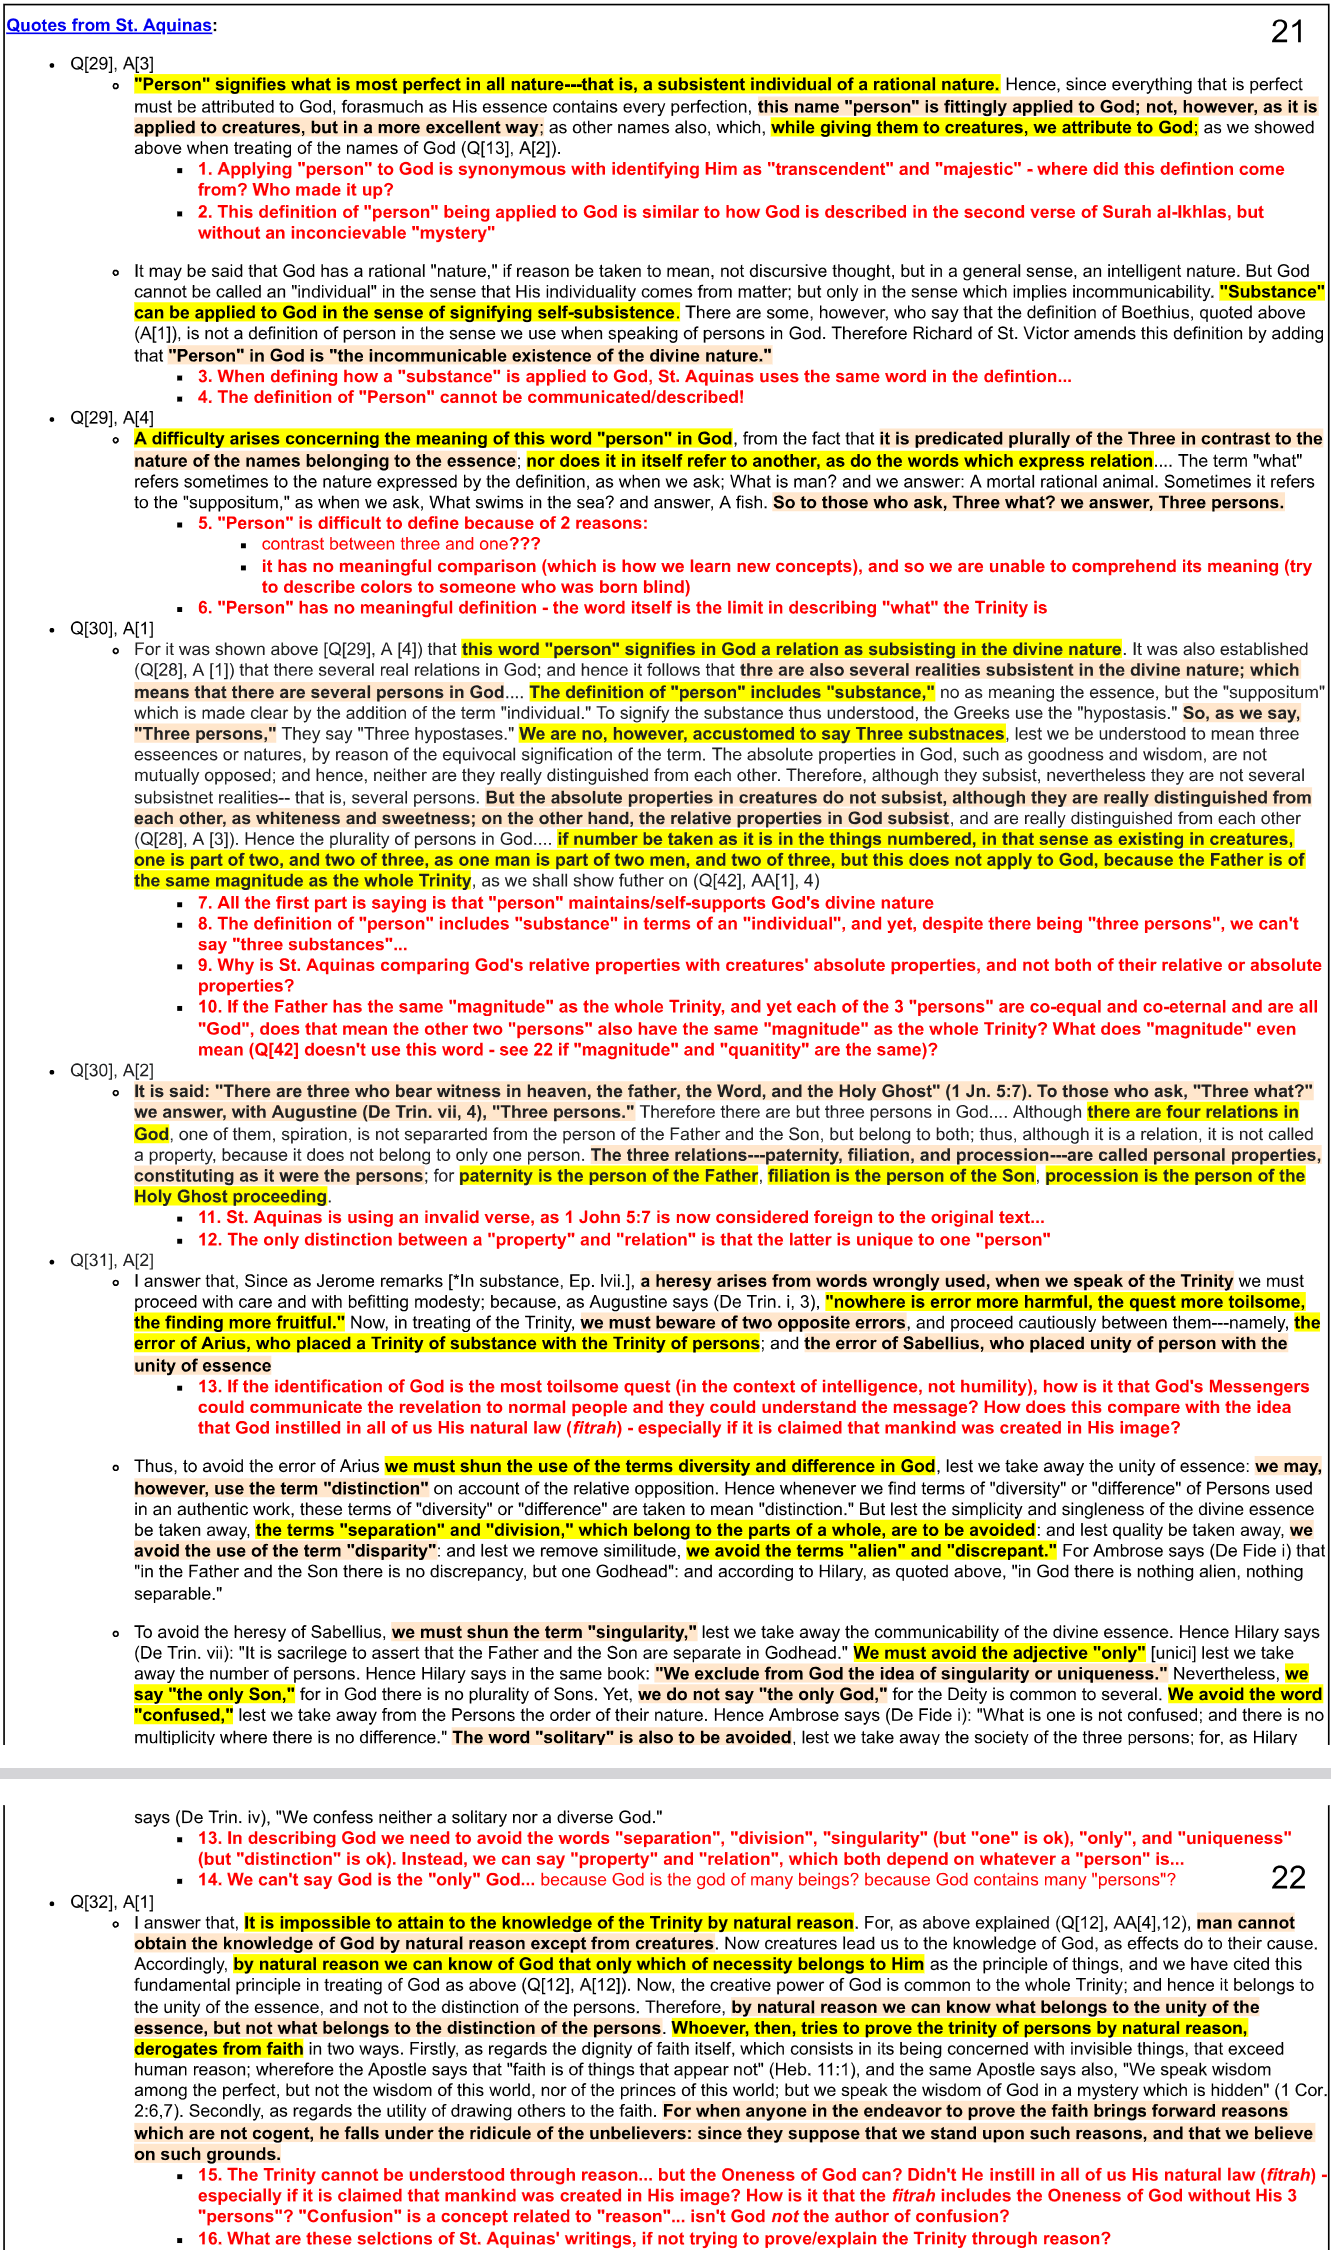 Quotes from St. Aquinas:
21
• Q[29], A[3]
"Person" signifies what is most perfect in all nature---that is, a subsistent individual of a rational nature. Hence, since everything that is perfect
must be attributed to God, forasmuch as His essence contains every perfection, this name "person" is fittingly applied to God; not, however, as it is
applied to creatures, but in a more excellent way; as other names also, which, while giving them to creatures, we attribute to God; as we showed
above when treating of the names of God (Q[13], A[2]).
1. Applying "person" to God is synonymous with identifying Him as "transcendent" and "majestic" - where did this defintion come
from? Who made it up?
2. This definition of "person" being applied to God is similar to how God is described in the second verse of Surah al-Ikhlas, but
without an inconcievable "mystery"
It may be said that God has a rational "nature," if reason be taken to mean, not discursive thought, but in a general sense, an intelligent nature. But God
cannot be called an "individual" in the sense that His individuality comes from matter; but only in the sense which implies incommunicability. "Substance"
can be applied to God in the sense of signifying self-subsistence. There are some, however, who say that the definition of Boethius, quoted above
(A[1]), is not a definition of person in the sense we use when speaking of persons in God. Therefore Richard of St. Victor amends this definition by adding
that "Person" in God is "the incommunicable existence of the divine nature."
3. When defining how a "substance" is applied to God, St. Aquinas uses the same word in the defintion...
4. The definition of "Person" cannot be communicated/described!
• Q[29], A[4]
A difficulty arises concerning the meaning of this word "person" in God, from the fact that it is predicated plurally of the Three in contrast to the
nature of the names belonging to the essence; nor does it in itself refer to another, as do the words which express relation.... The term "what"
refers sometimes to the nature expressed by the definition, as when we ask; What is man? and we answer: A mortal rational animal. Sometimes it refers
to the "suppositum," as when we ask, What swims in the sea? and answer, A fish. So to those who ask, Three what? we answer, Three persons.
5. "Person" is difficult to define because of 2 reasons:
contrast between three and one???
it has no meaningful comparison (which is how we learn new concepts), and so we are unable to comprehend its meaning (try
to describe colors to someone who was born blind)
6. "Person" has no meaningful definition - the word itself is the limit in describing "what" the Trinity is
• Q[30], A[1]
For it was shown above [Q[29], A [4]) that this word "person" signifies in God a relation as subsisting in the divine nature. It was also established
(Q[28], A [1]) that there several real relations in God; and hence it follows that thre are also several realities subsistent in the divine nature; which
means that there are several persons in God.... The definition of "person" includes "substance," no as meaning the essence, but the "suppositum"
which is made clear by the addition of the term "individual." To signify the substance thus understood, the Greeks use the "hypostasis." So, as we say,
"Three persons," They say "Three hypostases." We are no, however, accustomed to say Three substnaces, lest we be understood to mean three
esseences or natures, by reason of the equivocal signification of the term. The absolute properties in God, such as goodness and wisdom, are not
mutually opposed; and hence, neither are they really distinguished from each other. Therefore, although they subsist, nevertheless they are not several
subsistnet realities-- that is, several persons. But the absolute properties in creatures do not subsist, although they are really distinguished from
each other, as whiteness and sweetness; on the other hand, the relative properties in God subsist, and are really distinguished from each other
(Q[28], A [3]). Hence the plurality of persons in God.... if number be taken as it is in the things numbered, in that sense as existing in creatures,
one is part of two, and two of three, as one man is part of two men, and two of three, but this does not apply to God, because the Father is of
the same magnitude as the whole Trinity, as we shall show futher on (Q[42], AA[1], 4)
7. All the first part is saying is that "person" maintains/self-supports God's divine nature
8. The definition of "person" includes "substance" in terms of an "individual", and yet, despite there being "three persons", we can't
say "three substances"...
9. Why is St. Aquinas comparing God's relative properties with creatures' absolute properties, and not both of their relative or absolute
properties?
10. If the Father has the same "magnitude" as the whole Trinity, and yet each of the 3 "persons" are co-equal and co-eternal and are all
"God", does that mean the other two "persons" also have the same "magnitude" as the whole Trinity? What does "magnitude" even
mean (Q[42] doesn't use this word - see 22 if "magnitude" and "quanitity" are the same)?
• Q[30], A[2]
It is said: "There are three who bear witness in heaven, the father, the Word, and the Holy Ghost" (1 Jn. 5:7). To those who ask, "Three what?"
we answer, with Augustine (De Trin. vii, 4), "Three persons." Therefore there are but three persons in God.... Although there are four relations in
God, one of them, spiration, is not separarted from the person of the Father and the Son, but belong to both; thus, although it is a relation, it is not called
a property, because it does not belong to only one person. The three relations---paternity, filiation, and procession---are called personal properties,
constituting as it were the persons; for paternity is the person of the Father, filiation is the person of the Son, procession is the person of the
Holy Ghost proceeding.
11. St. Aquinas is using an invalid verse, as 1 John 5:7 is now considered foreign to the original text...
12. The only distinction between a "property" and "relation" is that the latter is unique to one "person"
• Q[31], A[2]
I answer that, Since as Jerome remarks [*In substance, Ep. lvii.], a heresy arises from words wrongly used, when we speak of the Trinity we must
proceed with care and with befitting modesty; because, as Augustine says (De Trin. i, 3), "nowhere is error more harmful, the quest more toilsome,
the finding more fruitful." Now, in treating of the Trinity, we must beware of two opposite errors, and proceed cautiously between them---namely, the
error of Arius, who placed a Trinity of substance with the Trinity of persons; and the error of Sabellius, who placed unity of person with the
unity of essence
13. If the identification of God is the most toilsome quest (in the context of intelligence, not humility), how is it that God's Messengers
could communicate the revelation to normal people and they could understand the message? How does this compare with the idea
that God instilled in all of us His natural law (fitrah) - especially if it is claimed that mankind was created in His image?
Thus, to avoid the error of Arius we must shun the use of the terms diversity and difference in God, lest we take away the unity of essence: we may,
however, use the term "distinction" on account of the relative opposition. Hence whenever we find terms of "diversity" or "difference" of Persons used
in an authentic work, these terms of "diversity" or "difference" are taken to mean "distinction." But lest the simplicity and singleness of the divine essence
be taken away, the terms "separation" and "division," which belong to the parts of a whole, are to be avoided: and lest quality be taken away, we
avoid the use of the term "disparity": and lest we remove similitude, we avoid the terms "alien" and "discrepant." For Ambrose says (De Fide i) that
"in the Father and the Son there is no discrepancy, but one Godhead": and according to Hilary, as quoted above, "in God there is nothing alien, nothing
separable."
To avoid the heresy of Sabellius, we must shun the term "singularity," lest we take away the communicability of the divine essence. Hence Hilary says
(De Trin. vii): "It is sacrilege to assert that the Father and the Son are separate in Godhead." We must avoid the adjective "only" [unici] lest we take
away the number of persons. Hence Hilary says in the same book: "We exclude from God the idea of singularity or uniqueness." Nevertheless, we
say "the only Son," for in God there is no plurality of Sons. Yet, we do not say "the only God," for the Deity is common to several. We avoid the word
"confused," lest we take away from the Persons the order of their nature. Hence Ambrose says (De Fide i): "What is one is not confused; and there is no
multiplicity where there is no difference." The word "solitary" is also to be avoided, lest we take away the society of the three persons; for, as Hilary
says (De Trin. iv), "We confess neither a solitary nor a diverse God."
13. In describing God we need to avoid the words "separation", "division", "singularity" (but "one" is ok), "only", and "uniqueness"
(but "distinction" is ok). Instead, we can say "property" and "relation", which both depend on whatever a "person" is...
14. We can't say God is the "only" God... because God is the god of many beings? because God contains many "persons"?
22
• Q[32], A[1]
I answer that, It is impossible to attain to the knowledge of the Trinity by natural reason. For, as above explained (Q[12], AA[4],12), man cannot
obtain the knowledge of God by natural reason except from creatures. Now creatures lead us to the knowledge of God, as effects do to their cause.
Accordingly, by natural reason we can know of God that only which of necessity belongs to Him as the principle of things, and we have cited this
fundamental principle in treating of God as above (Q[12], A[12]). Now, the creative power of God is common to the whole Trinity; and hence it belongs to
the unity of the essence, and not to the distinction of the persons. Therefore, by natural reason we can know what belongs to the unity of the
essence, but not what belongs to the distinction of the persons. Whoever, then, tries to prove the trinity of persons by natural reason,
derogates from faith in two ways. Firstly, as regards the dignity of faith itself, which consists in its being concerned with invisible things, that exceed
human reason; wherefore the Apostle says that "faith is of things that appear not" (Heb. 11:1), and the same Apostle says also, "We speak wisdom
among the perfect, but not the wisdom of this world, nor of the princes of this world; but we speak the wisdom of God in a mystery which is hidden" (1 Cor.
2:6,7). Secondly, as regards the utility of drawing others to the faith. For when anyone in the endeavor to prove the faith brings forward reasons
which are not cogent, he falls under the ridicule of the unbelievers: since they suppose that we stand upon such reasons, and that we believe
on such grounds.
15. The Trinity cannot be understood through reason... but the Oneness of God can? Didn't He instill in all of us His natural law (fitrah) -
especially if it is claimed that mankind was created in His image? How is it that the fitrah includes the Oneness of God without His 3
"persons"? "Confusion" is a concept related to "reason"... isn't God not the author of confusion?
16. What are these selctions of St. Aquinas' writings, if not trying to prove/explain the Trinity through reason?